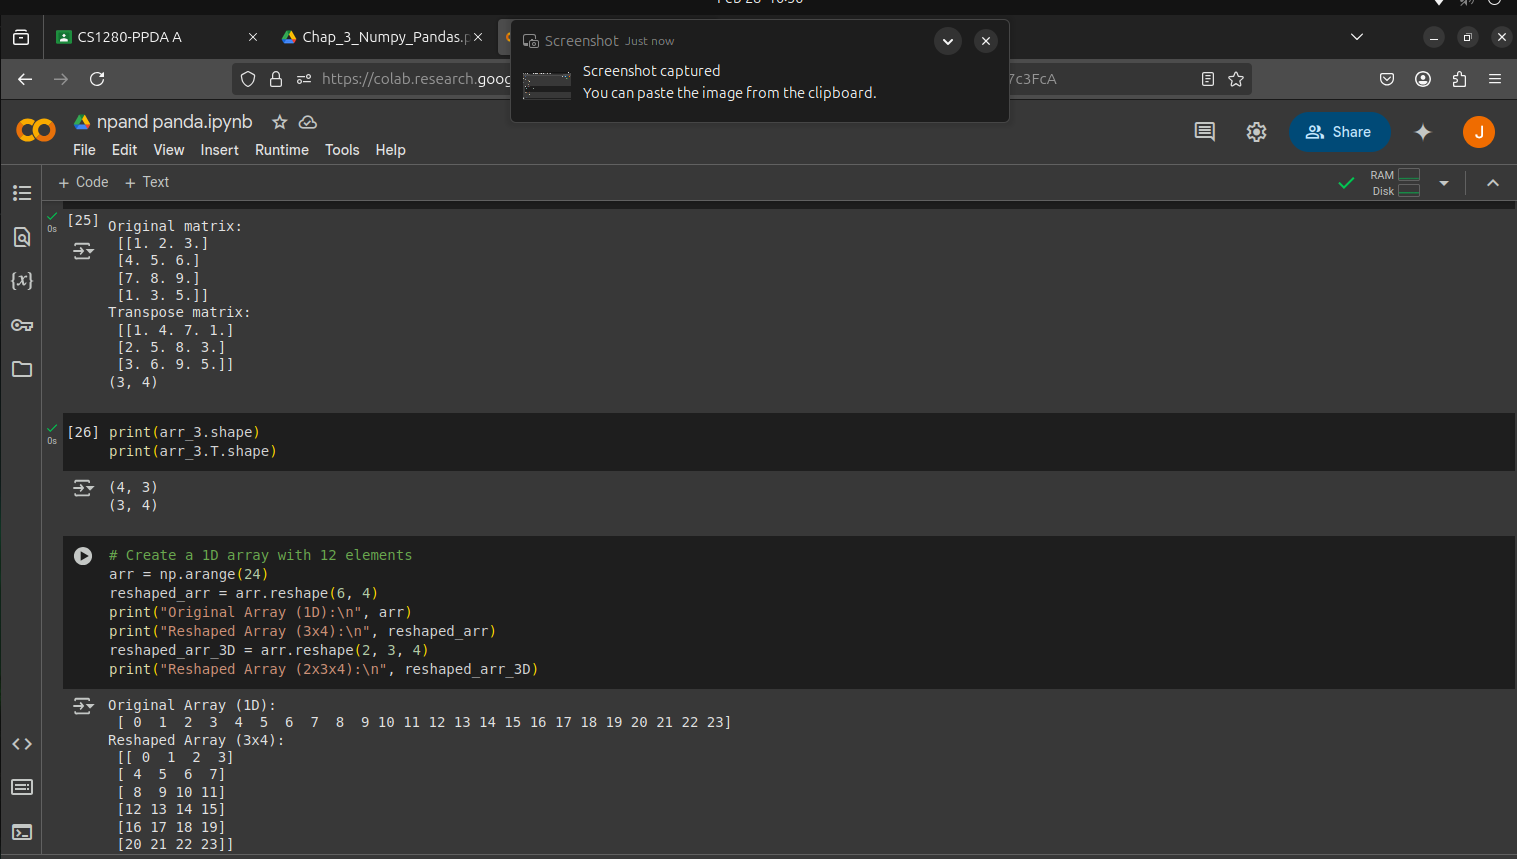 Feb 28 16:30
CS1280-PPDA A
Chap_3_Numpy_Pandas.p
Screenshot Just now
Screenshot captured
You can paste the image from the clipboard.
https://colab.research.goog
7c3FcA
npand panda.ipynb
File Edit View Insert Runtime Tools Help
Share
J
+ Code + Text
RAM
Disk
0s
[25]
Original matrix:
[[1. 2. 3.]
[4. 5. 6.]
[7. 8. 9.]
[1. 3. 5.]]
Transpose matrix:
[[1. 4. 7. 1.]
[2. 5. 8. 3.]
[3. 6. 9. 5.]]
(3, 4)
0s
[26] print(arr_3.shape)
print(arr_3.T.shape)
(4, 3)
(3, 4)
# Create a 1D array with 12 elements
arr = np.arange(24)
reshaped_arr = arr.reshape(6, 4)
print("Original Array (1D):\n", arr)
print("Reshaped Array (3x4):\n", reshaped_arr)
reshaped_arr_3D = arr.reshape(2, 3, 4)
print("Reshaped Array (2x3x4):\n", reshaped_arr_3D)
Original Array (1D):
[ 0 1 2 3 4 5 6 7 8 9 10 11 12 13 14 15 16 17 18 19 20 21 22 23]
Reshaped Array (3x4):
[[ 0 1 2 3]
[ 4 5 6 7]
[ 8 9 10 11]
[12 13 14 15]
[16 17 18 19]
[20 21 22 23]]